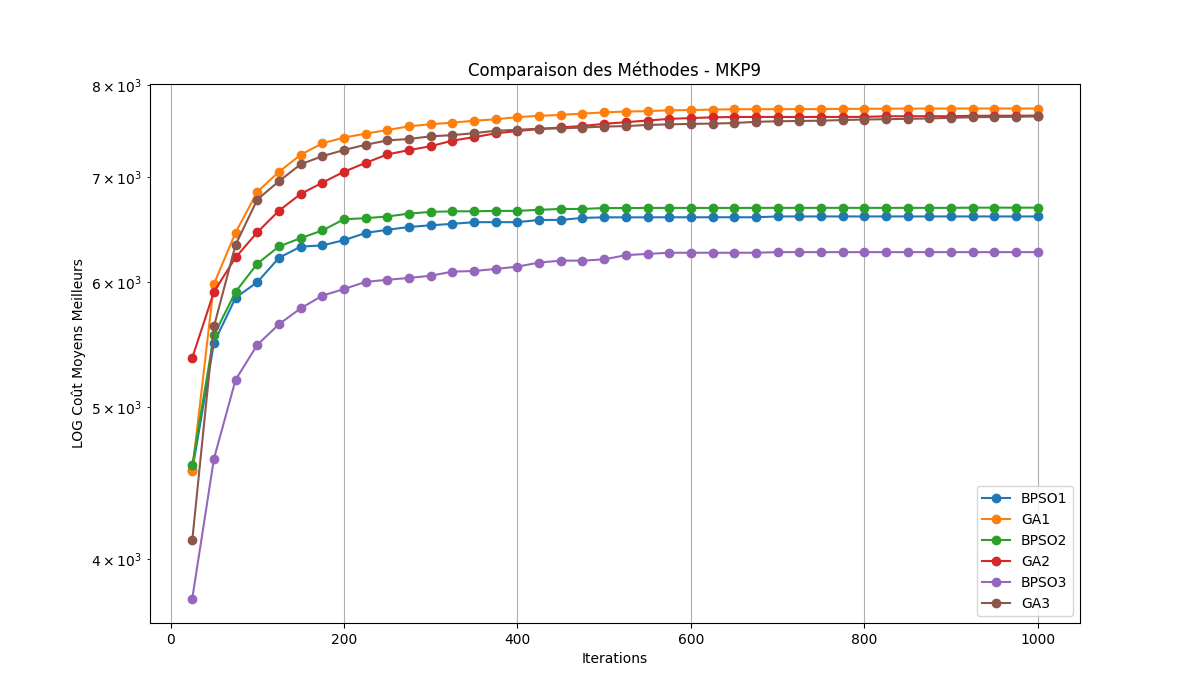 Comparaison des Méthodes - MKP9
LOG Coût Moyens Meilleurs
8 × 10³
7 × 10³
6 × 10³
5 × 10³
4 × 10³
0 200 400 600 800 1000
Iterations
BPSO1
GA1
BPSO2
GA2
BPSO3
GA3